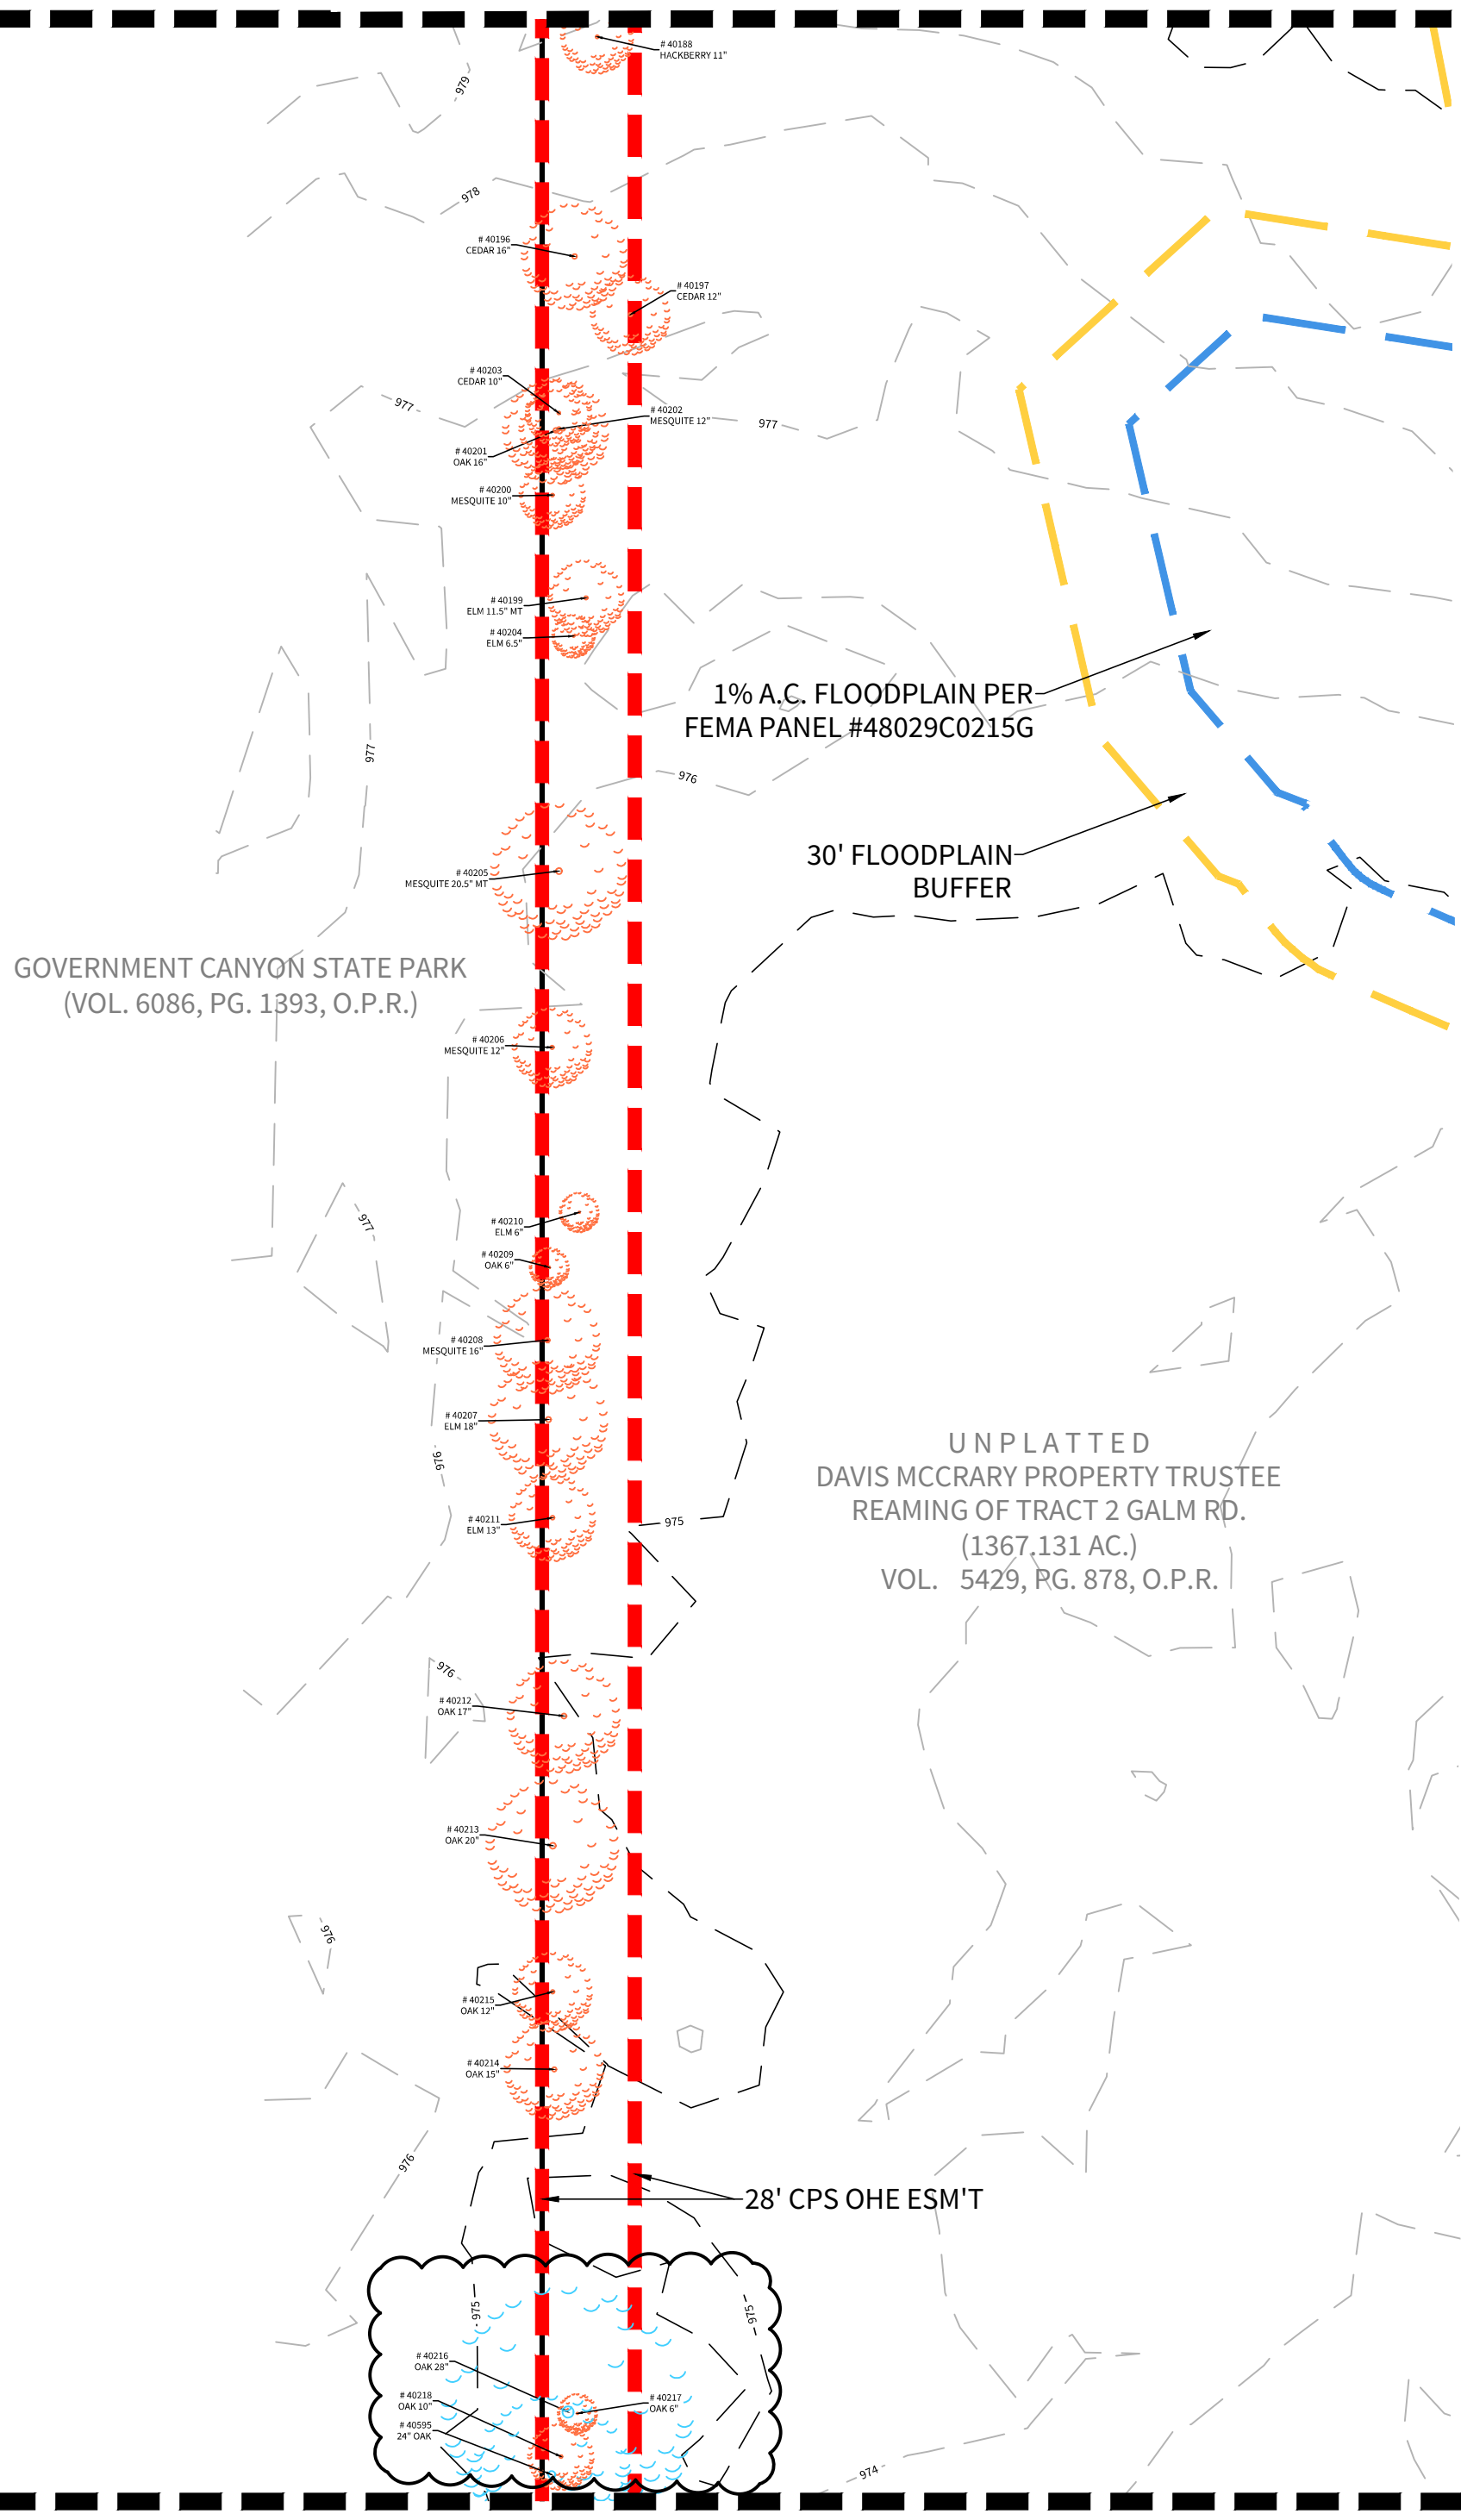 # 40188
HACKBERRY 11"
979
978
# 40196
CEDAR 16"
# 40197
CEDAR 12"
# 40203
CEDAR 10"
977
# 40202
MESQUITE 12"
977
# 40201
OAK 16"
# 40200
MESQUITE 10"
# 40199
ELM 11.5" MT
# 40204
ELM 6.5"
1% A.C. FLOODPLAIN PER
FEMA PANEL #48029C0215G
977
976
30' FLOODPLAIN
BUFFER
# 40205
MESQUITE 20.5" MT
GOVERNMENT CANYON STATE PARK
(VOL. 6086, PG. 1393, O.P.R.)
# 40206
MESQUITE 12"
977
# 40210
ELM 6"
# 40209
OAK 6"
# 40208
MESQUITE 16"
# 40207
ELM 18"
976
UNPLATTED
DAVIS MCCRARY PROPERTY TRUSTEE
REAMING OF TRACT 2 GALM RD.
(1367.131 AC.)
VOL. 5429, PG. 878, O.P.R.
# 40211
ELM 13"
975
976
# 40212
OAK 17"
# 40213
OAK 20"
976
# 40215
OAK 12"
# 40214
OAK 15"
976
28' CPS OHE ESM'T
975
975
# 40216
OAK 28"
# 40218
OAK 10"
# 40217
OAK 6"
# 40595
24" OAK
974